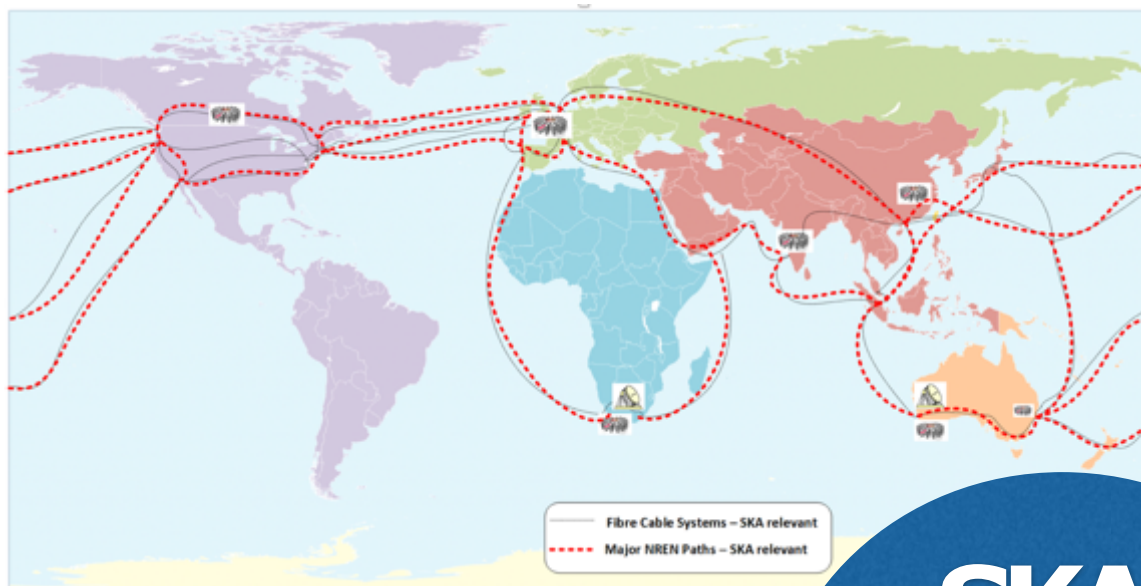 Fibre Cable Systems – SKA relevant
Major NREN Paths – SKA relevant
SKA